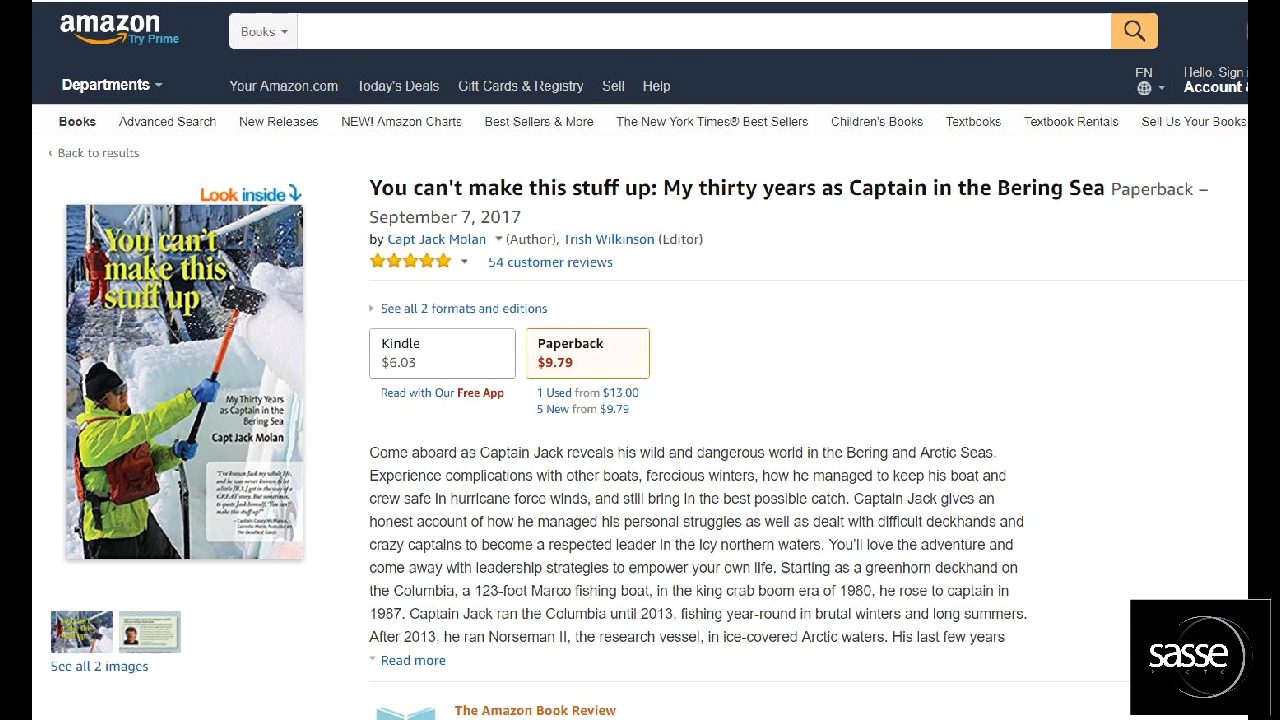 amazon
Try Prime
Books
Departments
Your Amazon.com Today's Deals Gift Cards & Registry Sell Help
EN
Hello. Sign
Account
Books Advanced Search New Releases NEW! Amazon Charts Best Sellers & More The New York Times® Best Sellers Children's Books Textbooks Textbook Rentals Sell Us Your Books
‹ Back to results
Look inside
You can't
make this
stuff up
My Thirty Years
as Captain in the
Bering Sea
Capt Jack Molan
See all 2 images
You can't make this stuff up: My thirty years as Captain in the Bering Sea Paperback –
September 7, 2017
by Capt Jack Molan (Author), Trish Wilkinson (Editor)
54 customer reviews
See all 2 formats and editions
Kindle
$6.03
Paperback
$9.79
Read with Our Free App
1 Used from $13.00
5 New from $9.79
Come aboard as Captain Jack reveals his wild and dangerous world in the Bering and Arctic Seas.
Experience complications with other boats, ferocious winters, how he managed to keep his boat and
crew safe in hurricane force winds, and still bring in the best possible catch. Captain Jack gives an
honest account of how he managed his personal struggles as well as dealt with difficult deckhands and
crazy captains to become a respected leader in the icy northern waters. You'll love the adventure and
come away with leadership strategies to empower your own life. Starting as a greenhorn deckhand on
the Columbia, a 123-foot Marco fishing boat, in the king crab boom era of 1980, he rose to captain in
1987. Captain Jack ran the Columbia until 2013, fishing year-round in brutal winters and long summers.
After 2013, he ran Norseman II, the research vessel, in ice-covered Arctic waters. His last few years
Read more
The Amazon Book Review
sasse